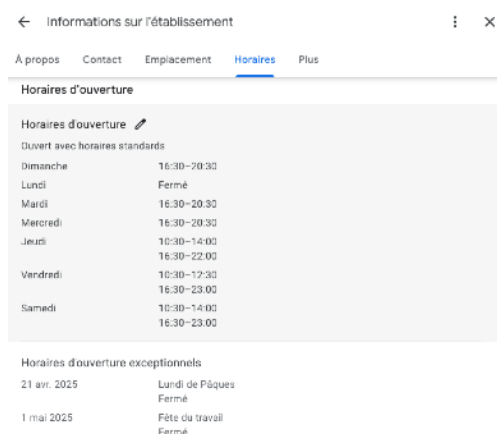 Informations sur l'établissement
À propos Contact Emplacement Horaires Plus
Horaires d'ouverture
Horaires d'ouverture
Ouvert avec horaires standards
Dimanche 16:30–20:30
Lundi Fermé
Mardi 16:30–20:30
Mercredi 16:30–20:30
Jeudi 10:30–14:00
16:30–22:00
Vendredi 10:30–12:30
16:30–23:00
Samedi 10:30–14:00
16:30–23:00
Horaires d'ouverture exceptionnels
21 avr. 2025 Lundi de Pâques
Fermé
1 mai 2025 Fête du travail
Fermé